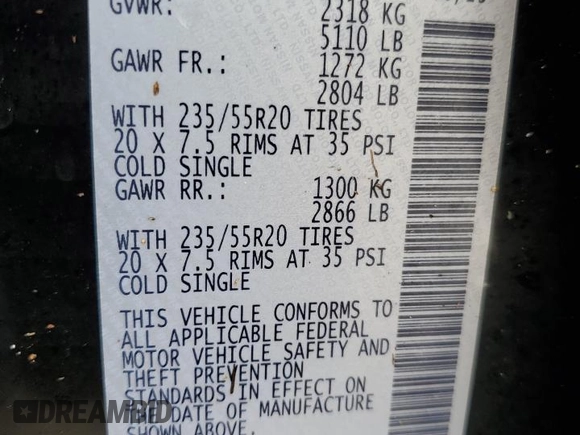 GVWR: 2318 KG
5110 LB
GAWR FR.: 1272 KG
2804 LB
WITH 235/55R20 TIRES
20 X 7.5 RIMS AT 35 PSI
COLD SINGLE
GAWR RR.: 1300 KG
2866 LB
WITH 235/55R20 TIRES
20 X 7.5 RIMS AT 35 PSI
COLD SINGLE
THIS VEHICLE CONFORMS TO
ALL APPLICABLE FEDERAL
MOTOR VEHICLE SAFETY AND
THEFT PREVENTION
STANDARDS IN EFFECT ON
THE DATE OF MANUFACTURE
SHOWN ABOVE.
DREAMBID